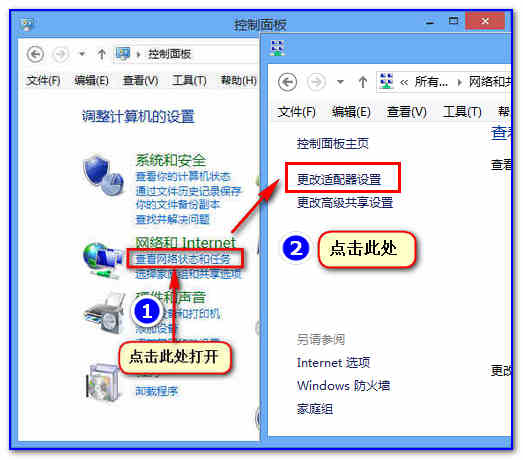 控制面板
控制面板
文件(F) 编辑(E) 查看(V) 工具(T) 帮助(H)
调整计算机的设置
系统和安全
查看你的计算机状态
通过文件历史记录保存
你的文件备份副本
查找并解决问题
网络和 Internet
查看网络状态和任务
选择家庭组和共享选项
硬件和声音
设备和打印机
添加设备
1
点击此处打开
卸载程序
« 所有... 网络和共
文件(F) 编辑(E) 查看(V) 工具(T) 帮
控制面板主页
查看
更改适配器设置
查看
更改高级共享设置
2
点击此处
另请参阅
Internet 选项
更改
Windows 防火墙
家庭组